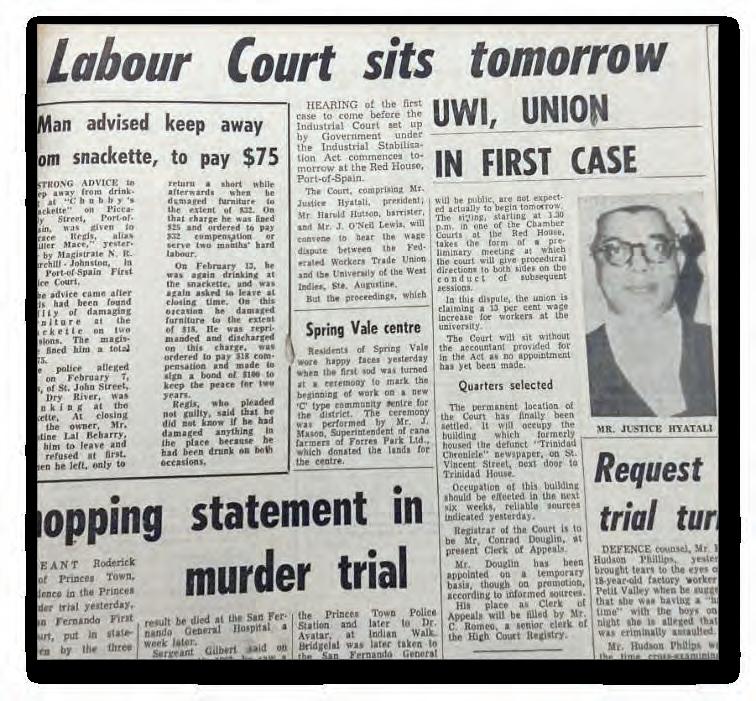 Labour Court sits tomorrow
Man advised keep away
om snackette, to pay $75
STRONG ADVICE to
ep away from drink-
g at "Chubby's
ackette" on Picca-
y Street, Port-of-
ain, was given to
race Regis, alias
iller Mace," yester-
by Magistrate N. R.
rchill-Johnston, in
Port-of-Spain First
ice Court.
he advice came after
is had been found
ilty of damaging
niture at the
ackette on two
sions. The magis-
fined him a total
75.
police alleged
on February 7,
s, of St. John Street,
Dry River, was
nking at the
kette, At closing
the owner, Mr.
stine Lal Beharry,
him to leave and
refused at first.
en he left, only to
return a short while
afterwards when he
damaged furniture to
the extent of $32. On
that charge he was fined
$25 and ordered to pay
$32 compensation or
serve two months' hard
labour.
On February 13, he
was again drinking at
the snackette, and was
again asked to leave at
closing time. On this
occasion he damaged
furniture to the extent
of $18. He was repri-
manded and discharged
on this charge, was
ordered to pay $18 com-
pensation and made to
sign a bond of $100 to
keep the peace for two
years.
Regis, who pleaded
not guilty, said that he
did not know if he had
damaged anything in
the place because he
had been drunk on both
occasions.
HEARING of the first
case to come before the
Industrial Court set up
by Government under
the Industrial Stabilisa-
tion Act commences to-
morrow at the Red House,
Port-of-Spain.
The Court, comprising Mr.
Justice Hyatali, president;
Mr. Harold Hutson, barrister,
and Mr. J. O'Neil Lewis, will
convene to hear the wage
dispute between the Fed-
erated Workers Trade Union
and the University of the West
Indies, Ste. Augustine.
But the proceedings, which
UWI, UNION
IN FIRST CASE
will be public, are not expect-
ed actually to begin tomorrow.
The sitting, starting at 1.30
p.m. in one of the Chamber
Courts at the Red House,
takes the form of a pre-
liminary meeting at which
the court will give procedural
directions to both sides on the
conduct of subsequent
sessions.
In this dispute, the union is
claiming a 15 per cent wage
increase for workers at the
university.
The Court will sit without
the accountant provided for
in the Act as no appointment
has yet been made.
Quarters selected
The permanent location of
the Court has finally been
settled. It will occupy the
building which formerly
housed the defunct "Trinidad
Chronicle" newspaper, on St.
Vincent Street, next door to
Trinidad House.
Occupation of this building
should be effected in the next
six weeks, reliable sources
indicated yesterday.
Registrar of the Court is to
be Mr. Conrad Douglin, at
present Clerk of Appeals.
Mr. Douglin has been
appointed on a temporary
basis, though on promotion,
according to informed sources.
His place as Clerk of
Appeals will be filled by Mr.
C. Romeo, a senior clerk of
the High Court Registry.
MR. JUSTICE HYATALI
Spring Vale centre
Residents of Spring Vale
wore happy faces yesterday
when the first sod was turned
at a ceremony to mark the
beginning of work on a new
'C' type community centre for
the district. The ceremony
was performed by Mr. J.
Mason, Superintendent of cane
farmers of Forres Park Ltd.,
which donated the lands for
the centre.
opping statement in
murder trial
EANT Roderick
of Princes Town,
dence in the Princes
der trial yesterday,
n Fernando First
urt, put in state-
en by the three
result he died at the San Fer-
nando General Hospital a
week later.
Sergeant Gilbert said on
the Princes Town Police
Station and later to Dr.
Avatar, at Indian Walk.
Bridgelal was later taken to
the San Fernando General
Request
trial tur
DEFENCE counsel, Mr.
Hudson Phillips, yester
brought tears to the eyes o
18-year-old factory worker
Petit Valley when he sugge
that she was having a
time" with the boys on
night she is alleged that
was criminally assaulted.
Mr. Hudson Phillips w
the time cross-examinin